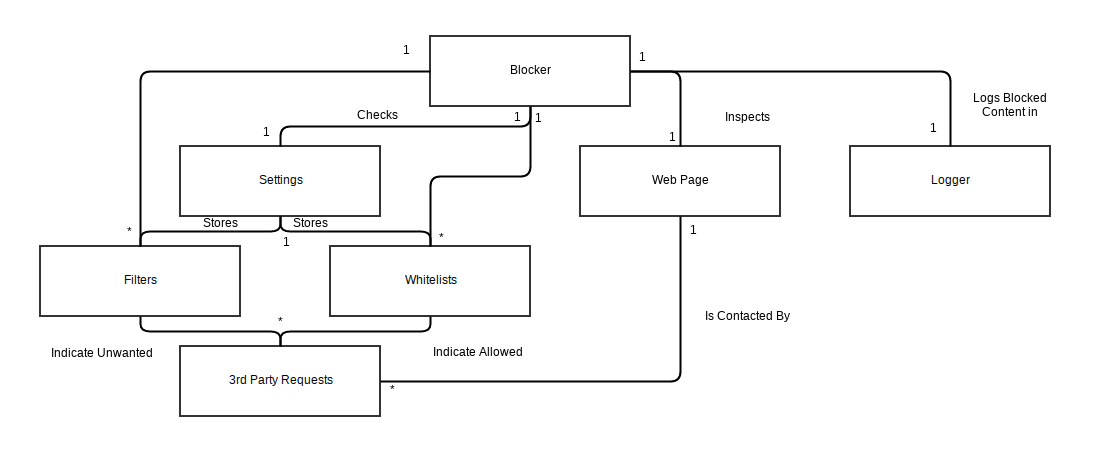 1
Blocker
1
Logs Blocked
Content in
Checks
1
1
Inspects
1
1
1
Settings
Web Page
Logger
Stores
Stores
*
1
*
1
Filters
Whitelists
*
Is Contacted By
Indicate Unwanted
Indicate Allowed
3rd Party Requests
*